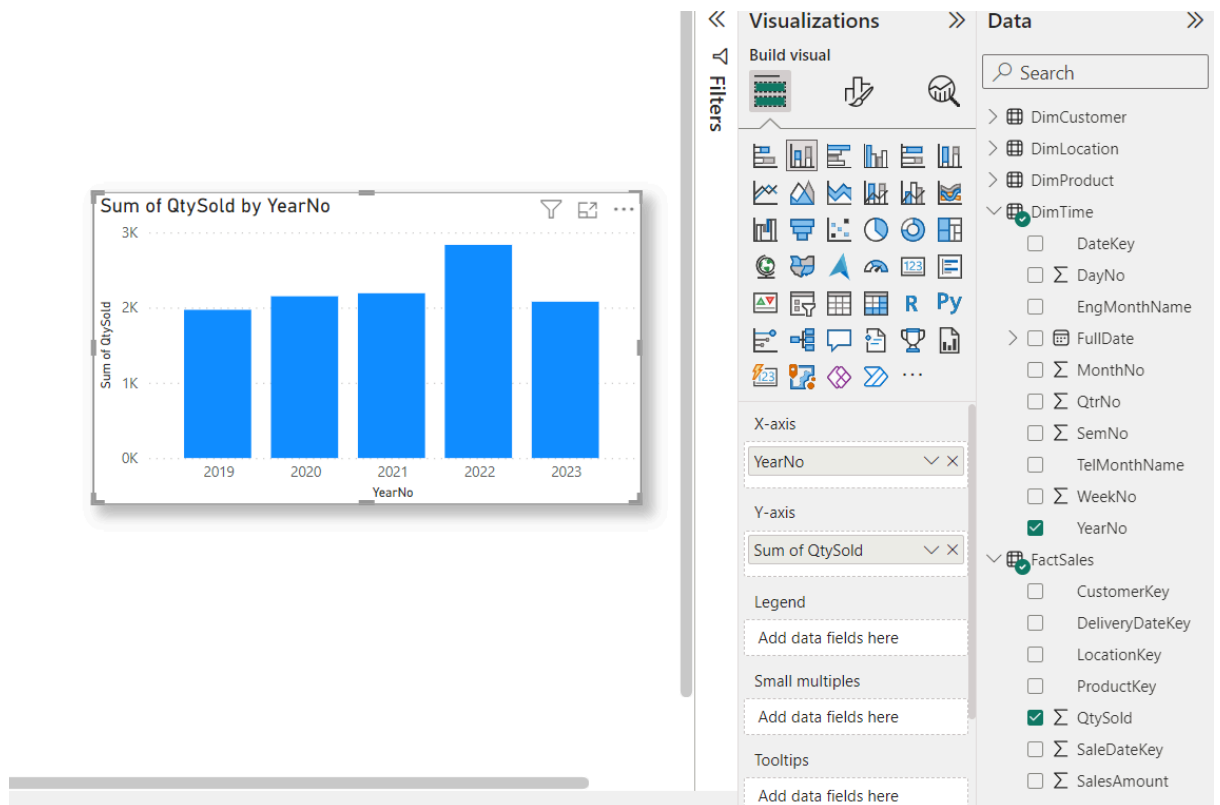 Sum of QtySold by YearNo
3K
2K
1K
0K
Sum of QtySold
2019 2020 2021 2022 2023
YearNo
Filters
Visualizations
Build visual
123
R Py
123
X-axis
YearNo
Y-axis
Sum of QtySold
Legend
Add data fields here
Small multiples
Add data fields here
Tooltips
Add data fields here
Data
Search
DimCustomer
DimLocation
DimProduct
DimTime
DateKey
∑ DayNo
EngMonthName
FullDate
∑ MonthNo
∑ QtrNo
∑ SemNo
TelMonthName
∑ WeekNo
YearNo
FactSales
CustomerKey
DeliveryDateKey
LocationKey
ProductKey
∑ QtySold
∑ SaleDateKey
∑ SalesAmount